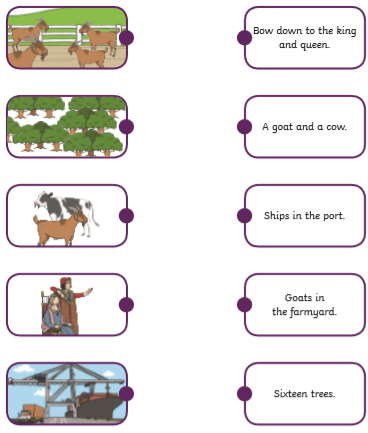 Bow down to the king
and queen.
A goat and a cow.
Ships in the port.
Goats in
the farmyard.
Sixteen trees.